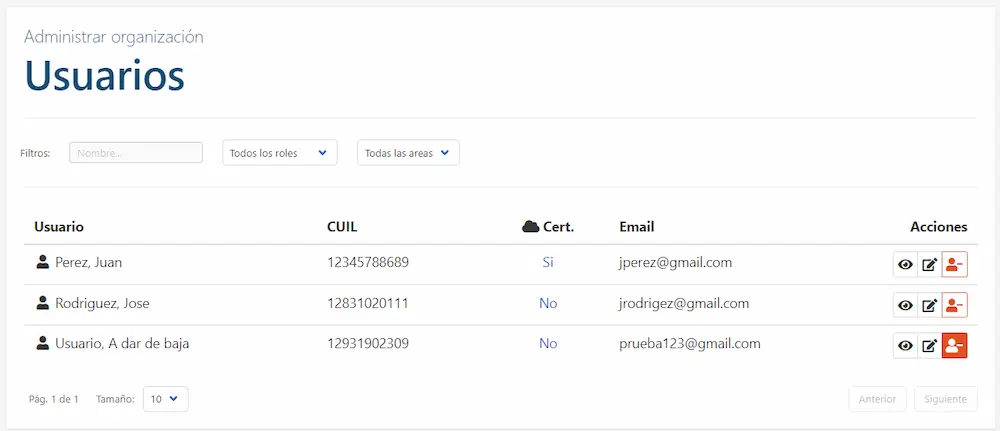 Administrar organización
Usuarios
Filtros: Nombre... Todos los roles Todas las areas
Usuario CUIL Cert. Email Acciones
Perez, Juan 12345788689 Si jperez@gmail.com
Rodriguez, Jose 12831020111 No jrodrigez@gmail.com
Usuario, A dar de baja 12931902309 No prueba123@gmail.com
Pág. 1 de 1 Tamaño: 10 Anterior Siguiente